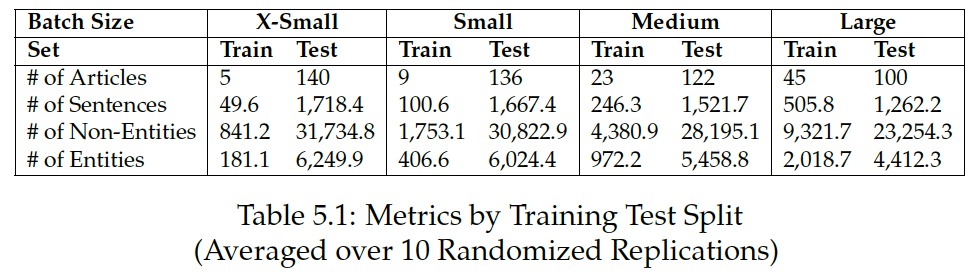 Batch Size X-Small Small Medium Large
Set Train Test Train Test Train Test Train Test
# of Articles 5 140 9 136 23 122 45 100
# of Sentences 49.6 1,718.4 100.6 1,667.4 246.3 1,521.7 505.8 1,262.2
# of Non-Entities 841.2 31,734.8 1,753.1 30,822.9 4,380.9 28,195.1 9,321.7 23,254.3
# of Entities 181.1 6,249.9 406.6 6,024.4 972.2 5,458.8 2,018.7 4,412.3
Table 5.1: Metrics by Training Test Split
(Averaged over 10 Randomized Replications)